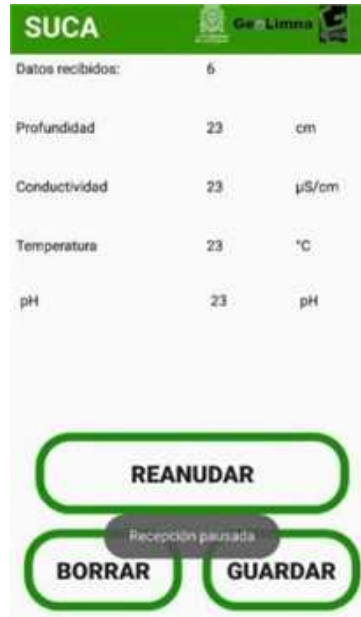 SUCA GeoLimna
Datos recibidos: 6
Profundidad 23 cm
Conductividad 23 µS/cm
Temperatura 23 °C
pH 23 pH
REANUDAR
Recepción pausada
BORRAR GUARDAR